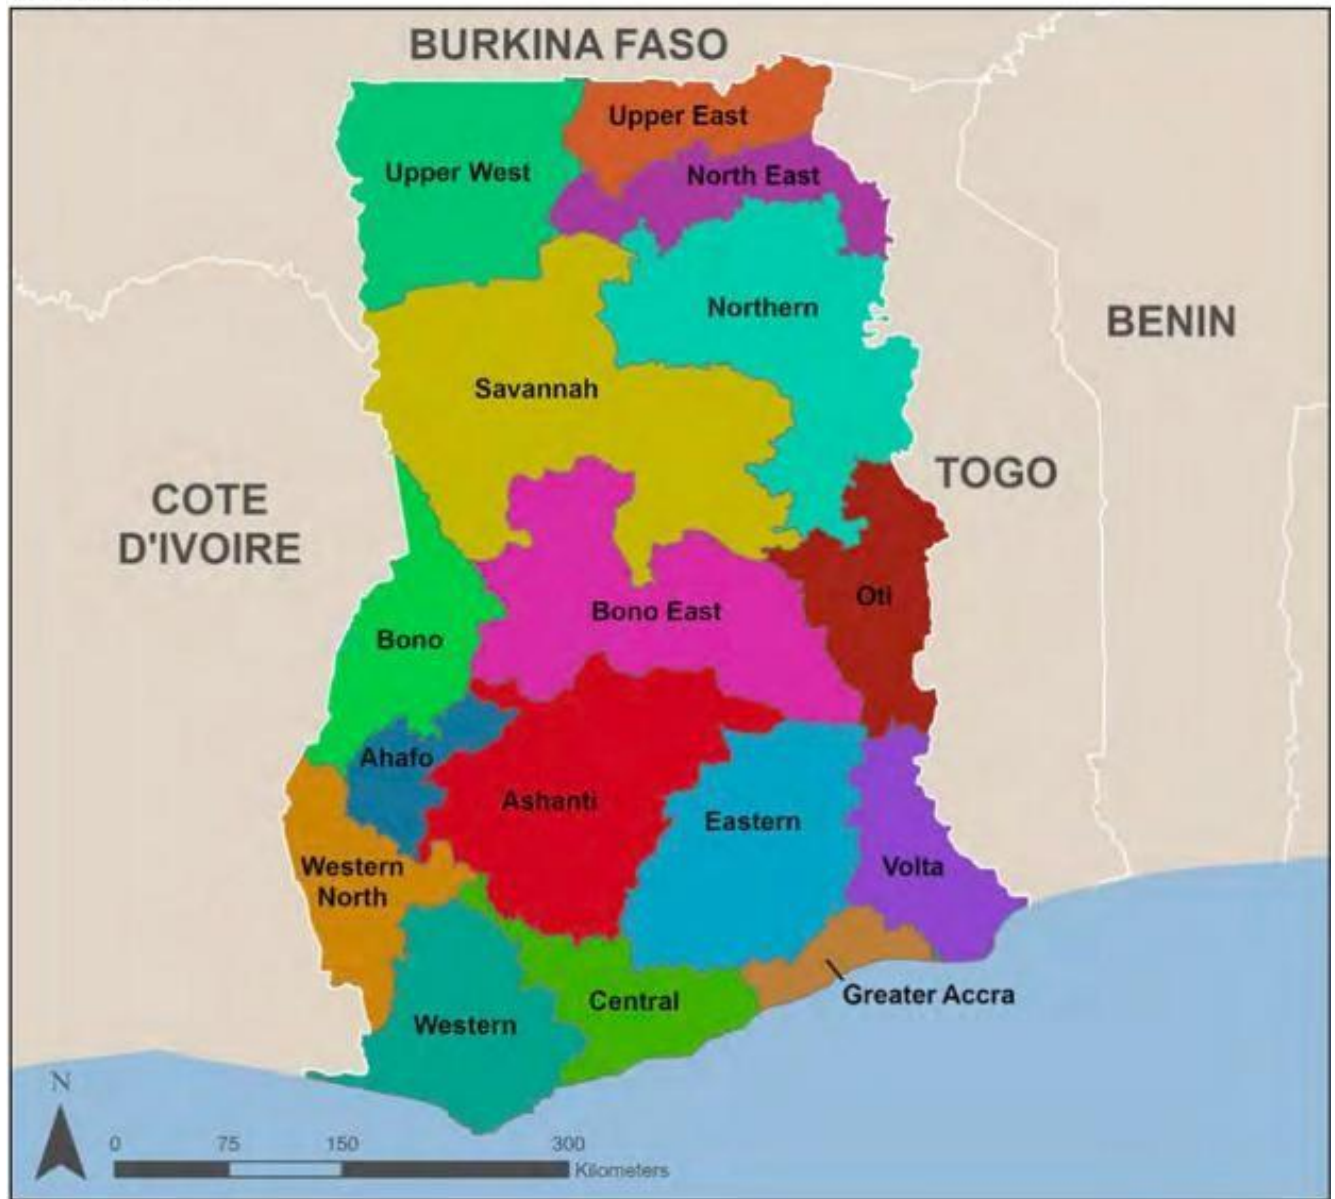 BURKINA FASO
Upper East
Upper West
North East
Northern
BENIN
Savannah
TOGO
COTE
D'IVOIRE
Oti
Bono East
Bono
Ahafo
Ashanti
Eastern
Western
North
Volta
Greater Accra
Central
Western
N
0 75 150 300
Kilometers